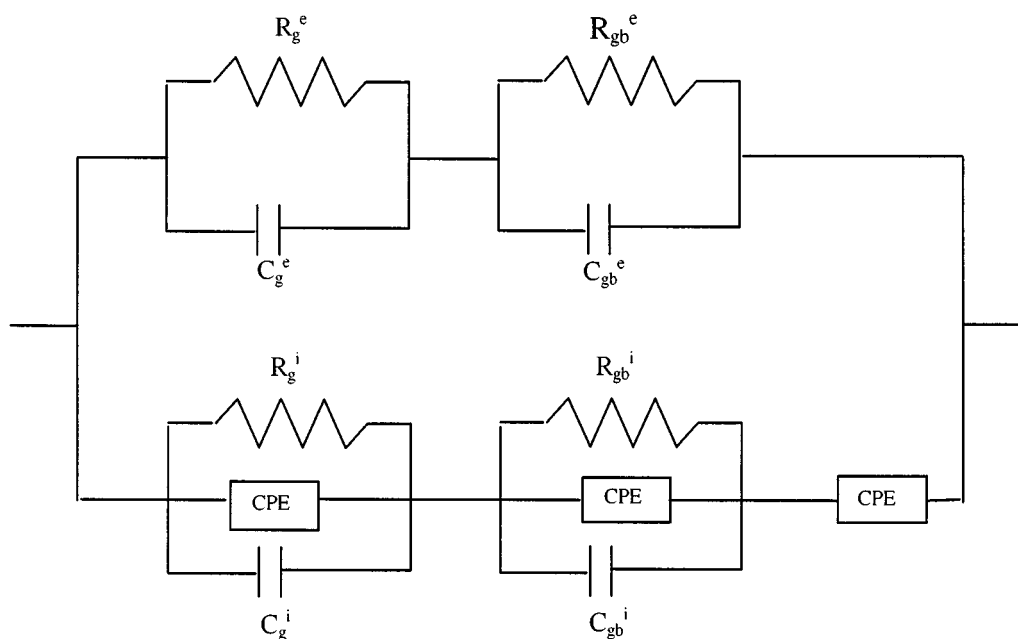 R_g^e R_gb^e
C_g^e C_gb^e
R_g^i R_gb^i
CPE CPE CPE
C_g^i C_gb^i